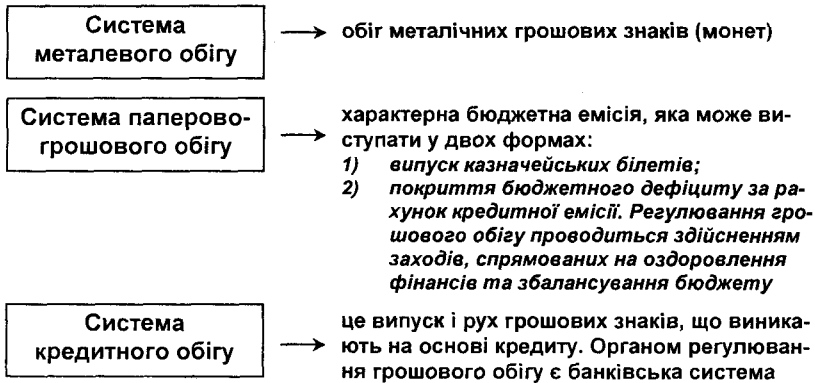 Система
металевого обігу
обіг металічних грошових знаків (монет)
Система паперово-
грошового обігу
характерна бюджетна емісія, яка може ви-
ступати у двох формах:
1) випуск казначейських білетів;
2) покриття бюджетного дефіциту за ра-
хунок кредитної емісії. Регулювання гро-
шового обігу проводиться здійсненням
заходів, спрямованих на оздоровлення
фінансів та збалансування бюджету
Система
кредитного обігу
це випуск і рух грошових знаків, що виника-
ють на основі кредиту. Органом регулюван-
ня грошового обігу є банківська система